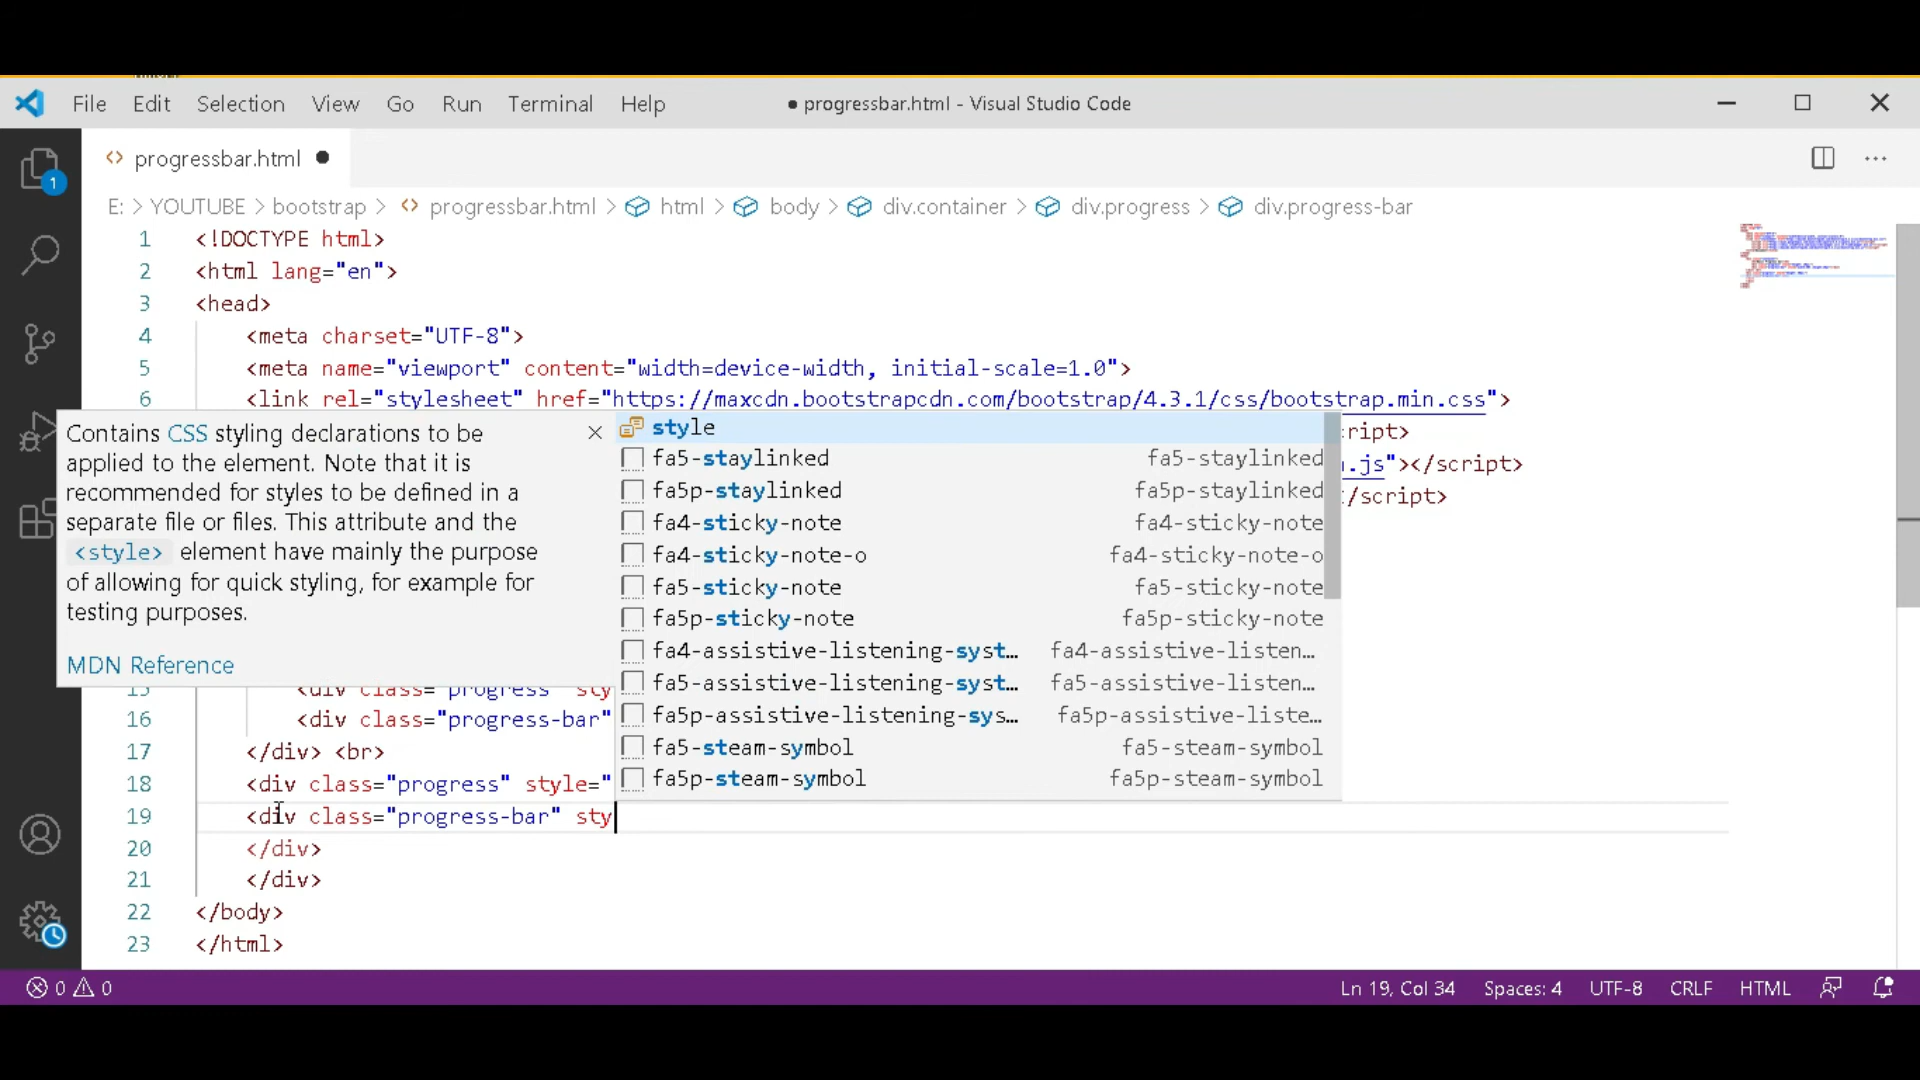 File Edit Selection View Go Run Terminal Help ● progressbar.html - Visual Studio Code
progressbar.html
1
E: > YOUTUBE > bootstrap > progressbar.html > html > body > div.container > div.progress > div.progress-bar
1 <!DOCTYPE html>
2 <html lang="en">
3 <head>
4 <meta charset="UTF-8">
5 <meta name="viewport" content="width=device-width, initial-scale=1.0">
6 <link rel="stylesheet" href="https://maxcdn.bootstrapcdn.com/bootstrap/4.3.1/css/bootstrap.min.css">
ript>
.js"></script>
/script>
Contains CSS styling declarations to be
applied to the element. Note that it is
recommended for styles to be defined in a
separate file or files. This attribute and the
<style> element have mainly the purpose
of allowing for quick styling, for example for
testing purposes.
MDN Reference
style
fa5-staylinked fa5-staylinked
fa5p-staylinked fa5p-staylinked
fa4-sticky-note fa4-sticky-note
fa4-sticky-note-o fa4-sticky-note-o
fa5-sticky-note fa5-sticky-note
fa5p-sticky-note fa5p-sticky-note
fa4-assistive-listening-syst… fa4-assistive-listen…
fa5-assistive-listening-syst… fa5-assistive-listen…
fa5p-assistive-listening-sys… fa5p-assistive-liste…
fa5-steam-symbol fa5-steam-symbol
fa5p-steam-symbol fa5p-steam-symbol
15 <div class="progress" sty
16 <div class="progress-bar"
17 </div> <br>
18 <div class="progress" style="
19 <div class="progress-bar" sty
20 </div>
21 </div>
22 </body>
23 </html>
0 0 Ln 19, Col 34 Spaces: 4 UTF-8 CRLF HTML